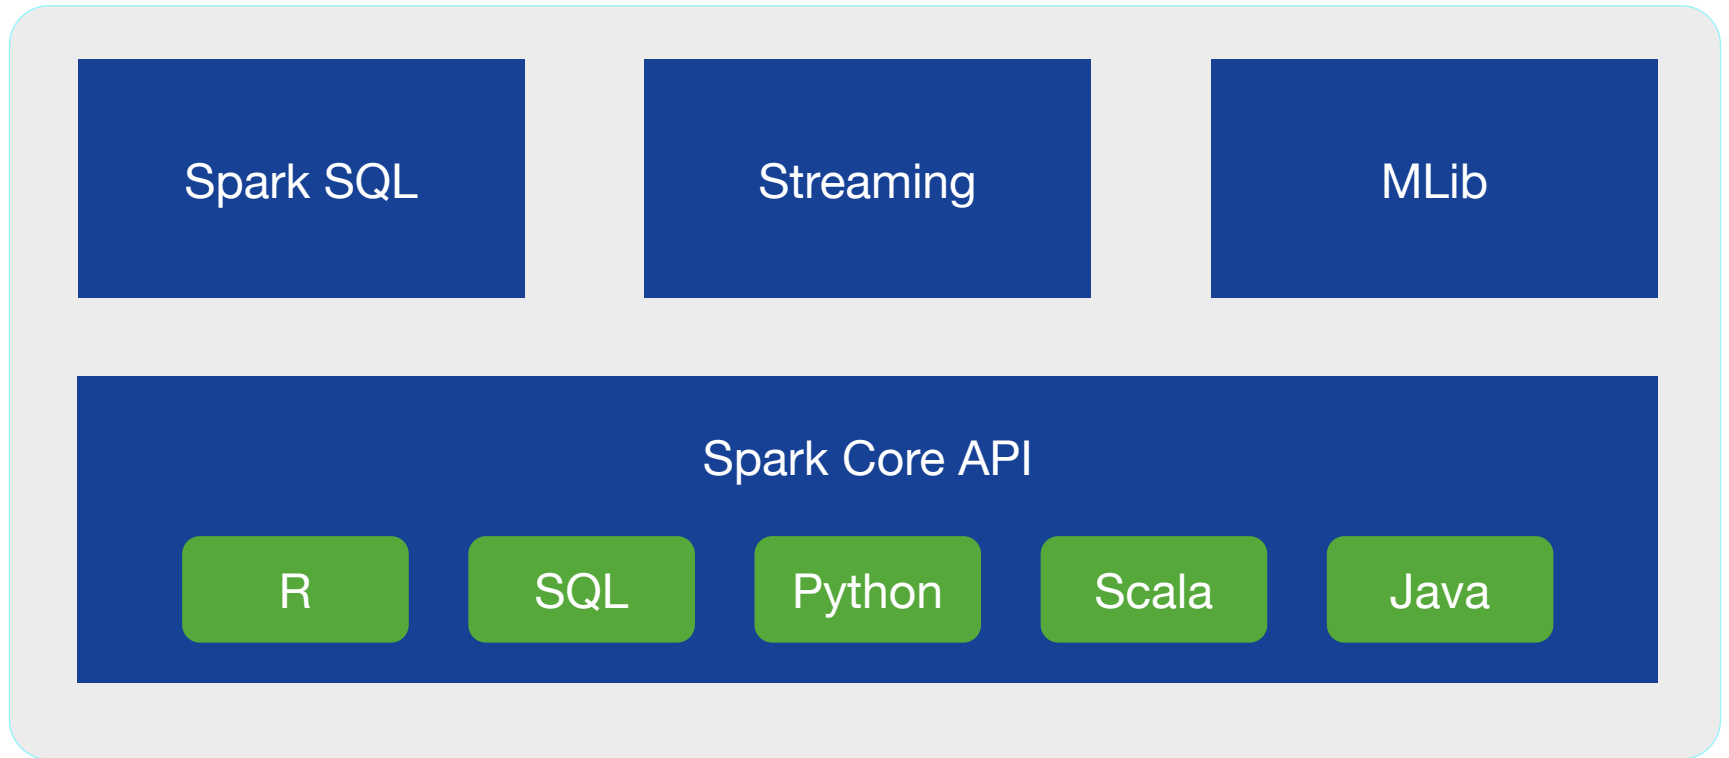 Spark SQL
Streaming
MLib
Spark Core API
R
SQL
Python
Scala
Java